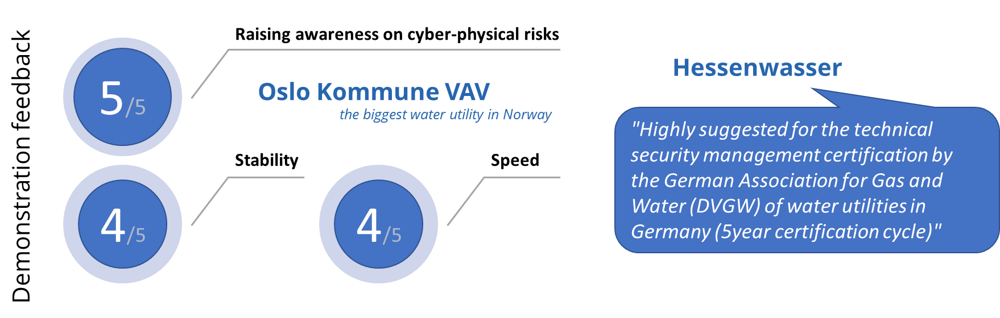 Demonstration feedback
Raising awareness on cyber-physical risks
5/5
Oslo Kommune VAV
the biggest water utility in Norway
Stability
4/5
Speed
4/5
Hessenwasser
"Highly suggested for the technical
security management certification by
the German Association for Gas and
Water (DVGW) of water utilities in
Germany (5year certification cycle)"